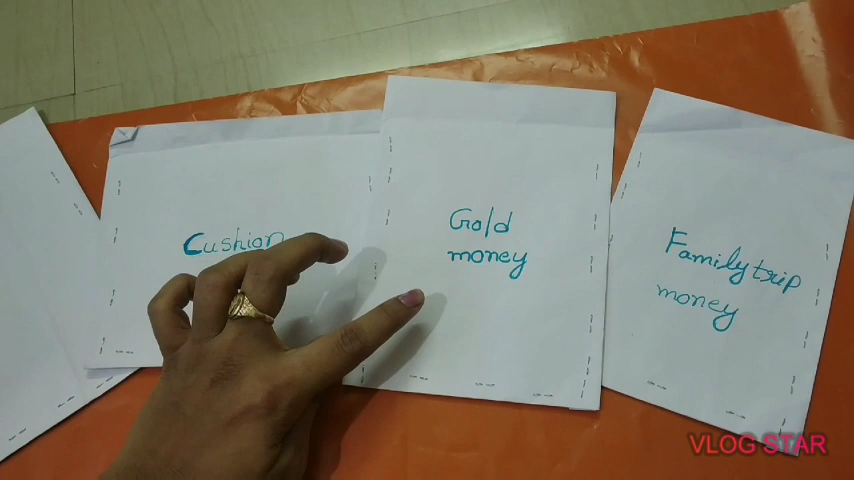 Cushion
Gold
money
Family trip
money
VLOG STAR